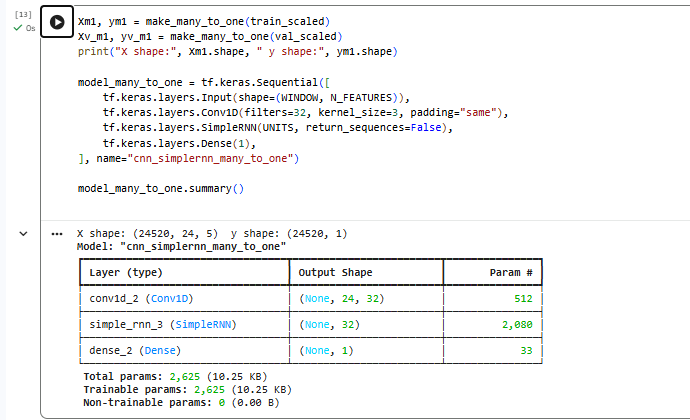 [13]
0s
Xm1, ym1 = make_many_to_one(train_scaled)
Xv_m1, yv_m1 = make_many_to_one(val_scaled)
print("X shape:", Xm1.shape, " y shape:", ym1.shape)
model_many_to_one = tf.keras.Sequential([
    tf.keras.layers.Input(shape=(WINDOW, N_FEATURES)),
    tf.keras.layers.Conv1D(filters=32, kernel_size=3, padding="same"),
    tf.keras.layers.SimpleRNN(UNITS, return_sequences=False),
    tf.keras.layers.Dense(1),
], name="cnn_simplernn_many_to_one")
model_many_to_one.summary()
X shape: (24520, 24, 5)  y shape: (24520, 1)
Model: "cnn_simplernn_many_to_one"
Layer (type) Output Shape Param #
conv1d_2 (Conv1D) (None, 24, 32) 512
simple_rnn_3 (SimpleRNN) (None, 32) 2,080
dense_2 (Dense) (None, 1) 33
Total params: 2,625 (10.25 KB)
Trainable params: 2,625 (10.25 KB)
Non-trainable params: 0 (0.00 B)